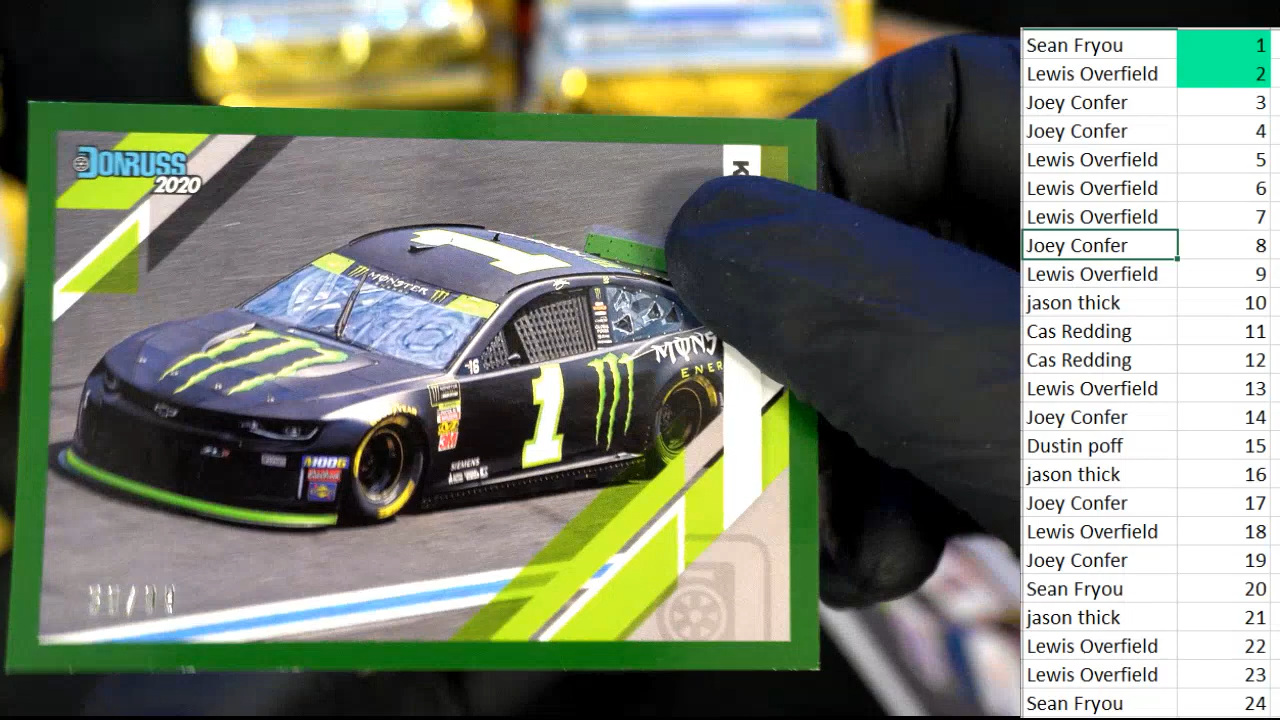 DONRUSS
2020
1
MONSTER
16
1
MONS
ENER
SIEMENS
3M
Sean Fryou 1
Lewis Overfield 2
Joey Confer 3
Joey Confer 4
Lewis Overfield 5
Lewis Overfield 6
Lewis Overfield 7
Joey Confer 8
Lewis Overfield 9
jason thick 10
Cas Redding 11
Cas Redding 12
Lewis Overfield 13
Joey Confer 14
Dustin poff 15
jason thick 16
Joey Confer 17
Lewis Overfield 18
Joey Confer 19
Sean Fryou 20
jason thick 21
Lewis Overfield 22
Lewis Overfield 23
Sean Fryou 24